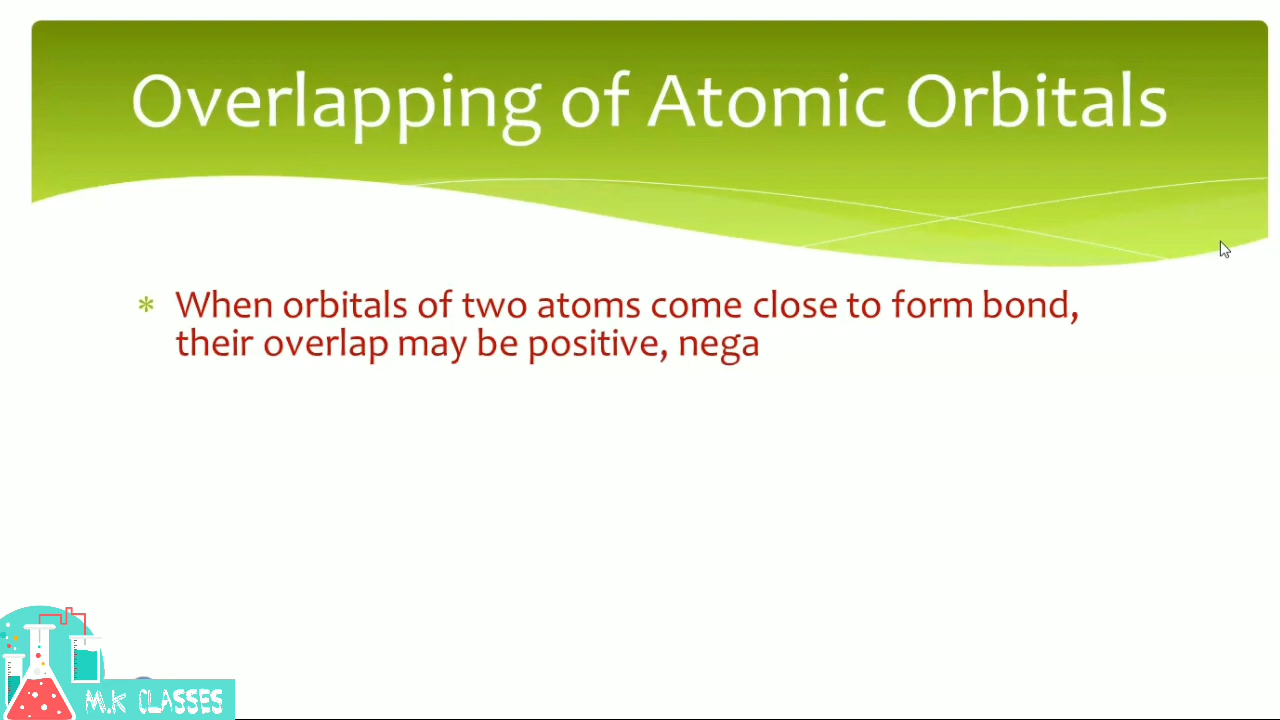 Overlapping of Atomic Orbitals
* When orbitals of two atoms come close to form bond,
their overlap may be positive, nega
M.K CLASSES